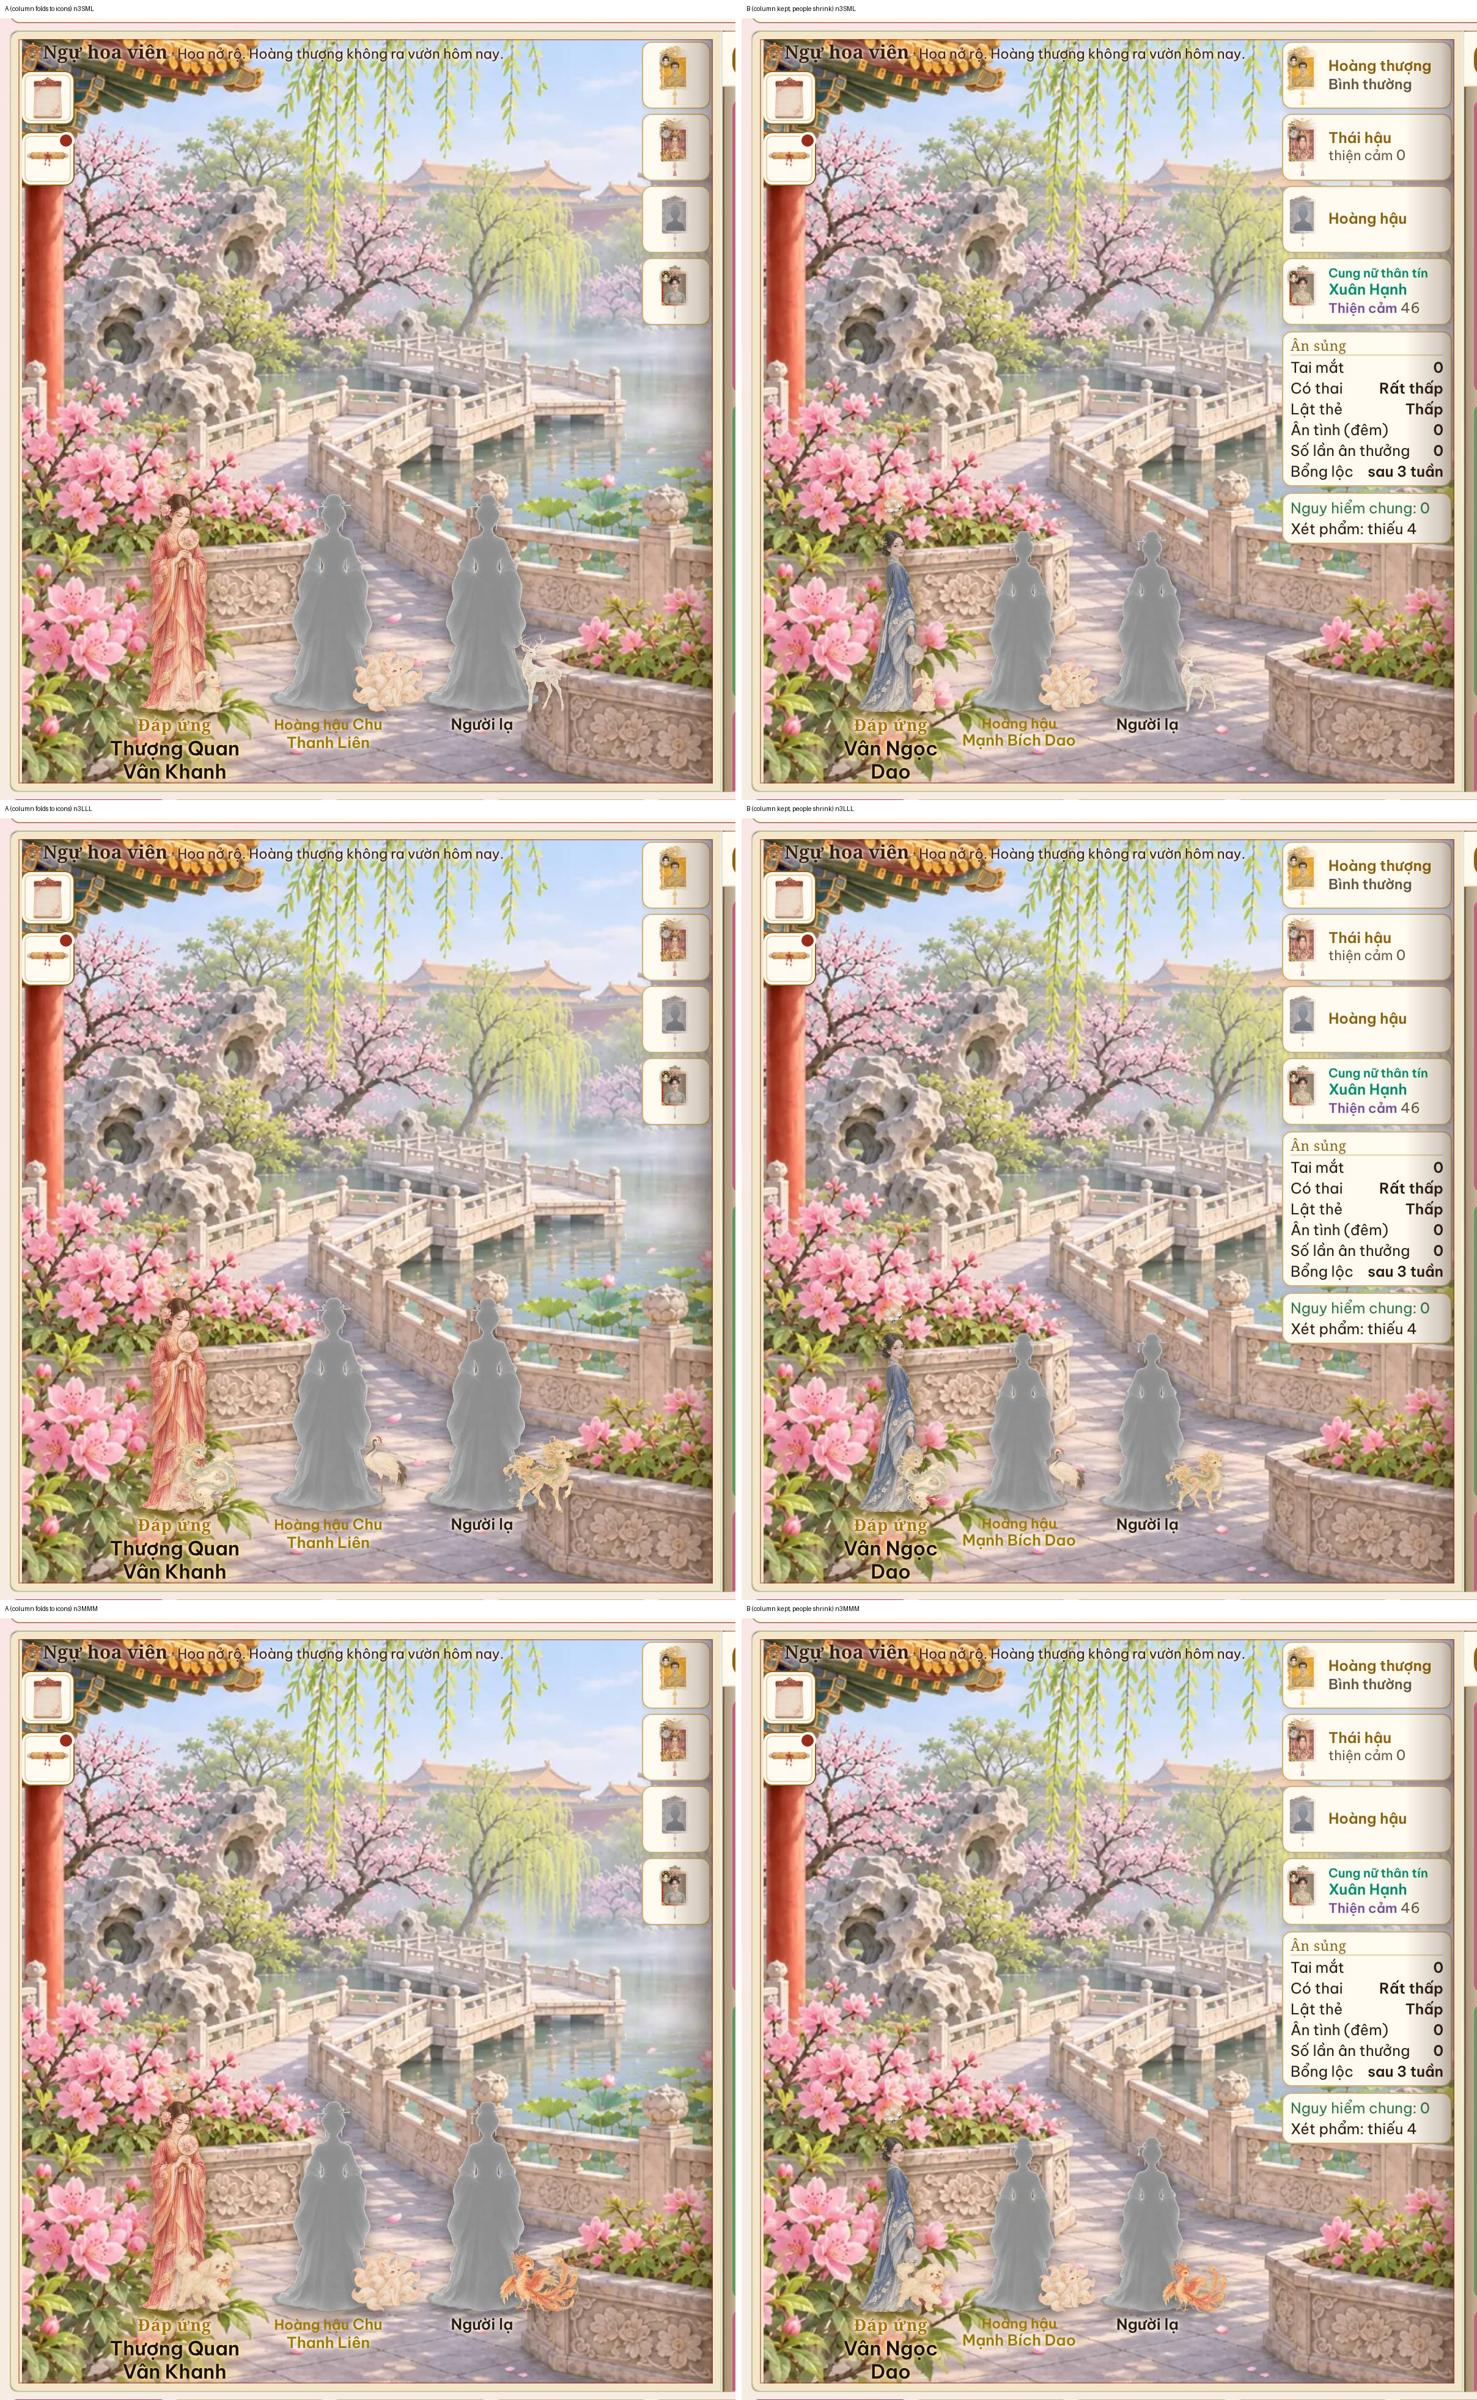 A (column folds to icons) n3SML
Ngự hoa viên · Hoa nở rộ. Hoàng thượng không ra vườn hôm nay.
Đáp ứng
Thượng Quan
Vân Khanh
Hoàng hậu Chu
Thanh Liên
Người lạ
B (column kept, people shrink) n3SML
Ngự hoa viên · Hoa nở rộ. Hoàng thượng không ra vườn hôm nay.
Hoàng thượng
Bình thường
Thái hậu
thiện cảm 0
Hoàng hậu
Cung nữ thân tín
Xuân Hạnh
Thiện cảm 46
Ân sủng
Tai mắt 0
Có thai Rất thấp
Lật thẻ Thấp
Ân tình (đêm) 0
Số lần ân thưởng 0
Bổng lộc sau 3 tuần
Nguy hiểm chung: 0
Xét phẩm: thiếu 4
Đáp ứng
Vân Ngọc
Dao
Hoàng hậu
Mạnh Bích Dao
Người lạ
A (column folds to icons) n3LLL
Ngự hoa viên · Hoa nở rộ. Hoàng thượng không ra vườn hôm nay.
Đáp ứng
Thượng Quan
Vân Khanh
Hoàng hậu Chu
Thanh Liên
Người lạ
B (column kept, people shrink) n3LLL
Ngự hoa viên · Hoa nở rộ. Hoàng thượng không ra vườn hôm nay.
Hoàng thượng
Bình thường
Thái hậu
thiện cảm 0
Hoàng hậu
Cung nữ thân tín
Xuân Hạnh
Thiện cảm 46
Ân sủng
Tai mắt 0
Có thai Rất thấp
Lật thẻ Thấp
Ân tình (đêm) 0
Số lần ân thưởng 0
Bổng lộc sau 3 tuần
Nguy hiểm chung: 0
Xét phẩm: thiếu 4
Đáp ứng
Vân Ngọc
Dao
Hoàng hậu
Mạnh Bích Dao
Người lạ
A (column folds to icons) n3MMM
Ngự hoa viên · Hoa nở rộ. Hoàng thượng không ra vườn hôm nay.
Đáp ứng
Thượng Quan
Vân Khanh
Hoàng hậu Chu
Thanh Liên
Người lạ
B (column kept, people shrink) n3MMM
Ngự hoa viên · Hoa nở rộ. Hoàng thượng không ra vườn hôm nay.
Hoàng thượng
Bình thường
Thái hậu
thiện cảm 0
Hoàng hậu
Cung nữ thân tín
Xuân Hạnh
Thiện cảm 46
Ân sủng
Tai mắt 0
Có thai Rất thấp
Lật thẻ Thấp
Ân tình (đêm) 0
Số lần ân thưởng 0
Bổng lộc sau 3 tuần
Nguy hiểm chung: 0
Xét phẩm: thiếu 4
Đáp ứng
Vân Ngọc
Dao
Hoàng hậu
Mạnh Bích Dao
Người lạ